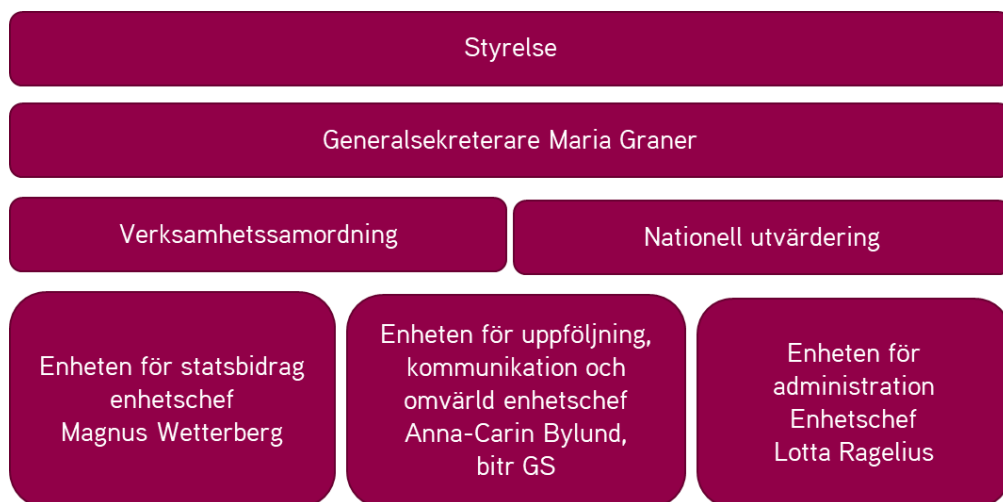 Styrelse
Generalsekreterare Maria Graner
Verksamhetssamordning
Nationell utvärdering
Enheten för statsbidrag
enhetschef
Magnus Wetterberg
Enheten för uppföljning,
kommunikation och
omvärld enhetschef
Anna-Carin Bylund,
bitr GS
Enheten för
administration
Enhetschef
Lotta Ragelius